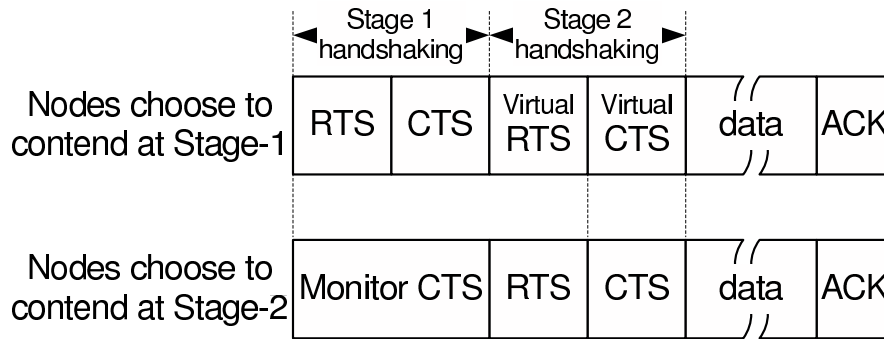 Stage 1
handshaking
Stage 2
handshaking
Nodes choose to
contend at Stage-1
RTS
CTS
Virtual
RTS
Virtual
CTS
data
ACK
Nodes choose to
contend at Stage-2
Monitor CTS
RTS
CTS
data
ACK